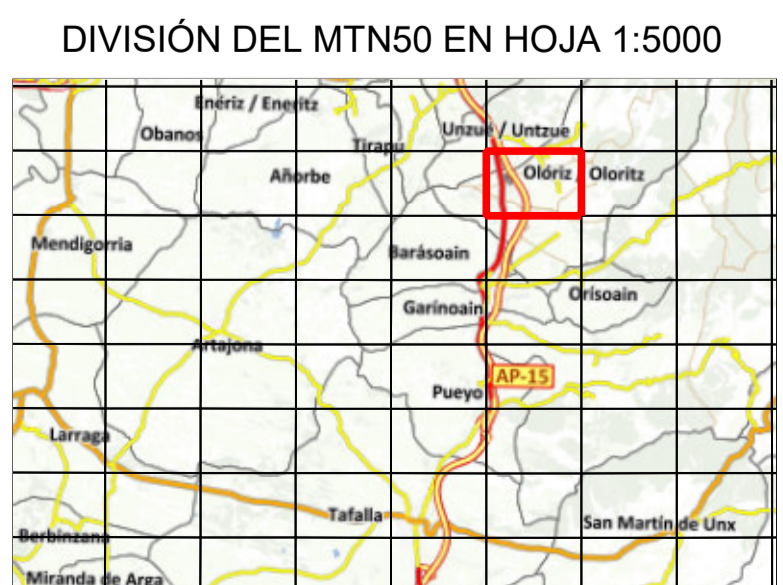 DIVISIÓN DEL MTN50 EN HOJA 1:5000
Enériz / Eneritz
Obanos
Unzué / Untzue
Tirapu
Añorbe
Olóriz / Oloritz
Mendigorria
Barásoain
Orísoain
Garínoain
Artajona
AP-15
Pueyo
Larraga
Tafalla
San Martín de Unx
Berbinzana
Miranda de Arga